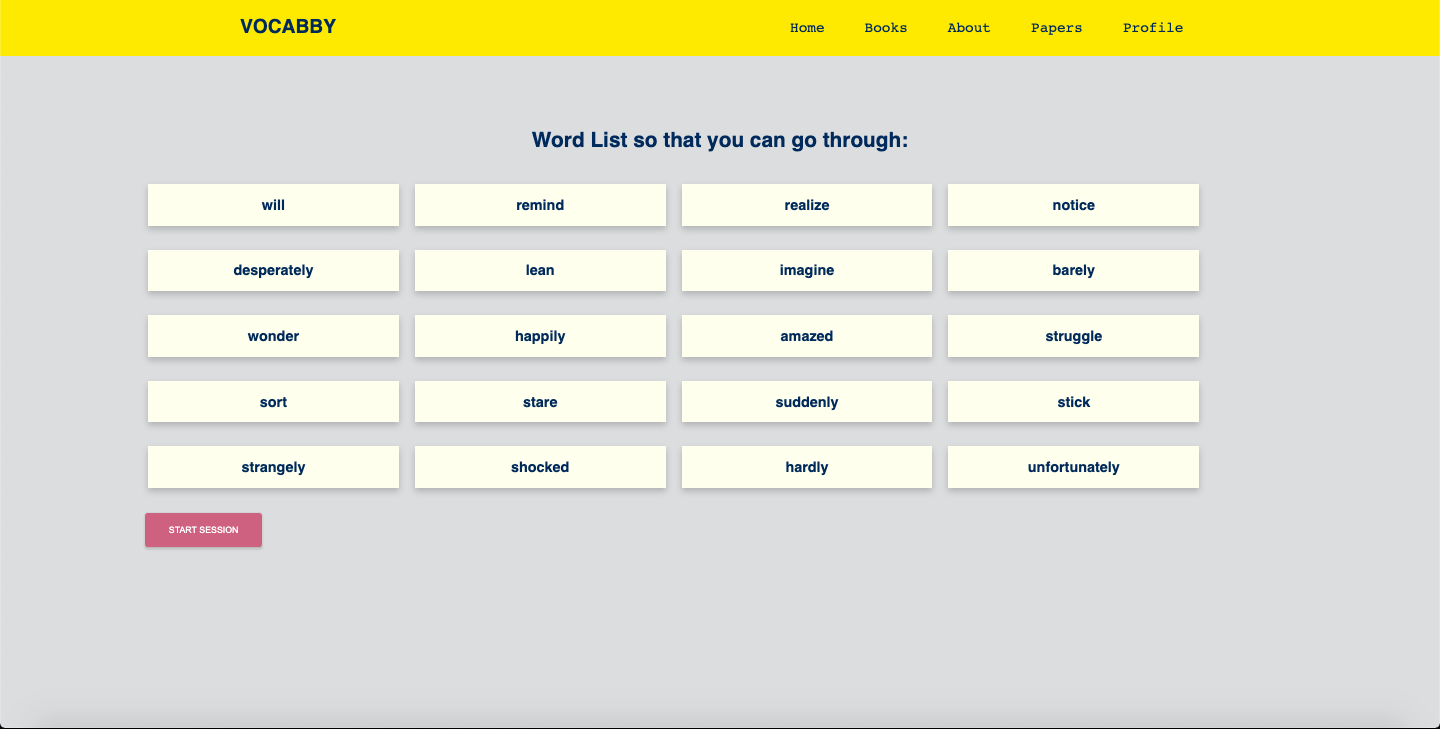 VOCABBY Home Books About Papers Profile
Word List so that you can go through:
will remind realize notice
desperately lean imagine barely
wonder happily amazed struggle
sort stare suddenly stick
strangely shocked hardly unfortunately
START SESSION